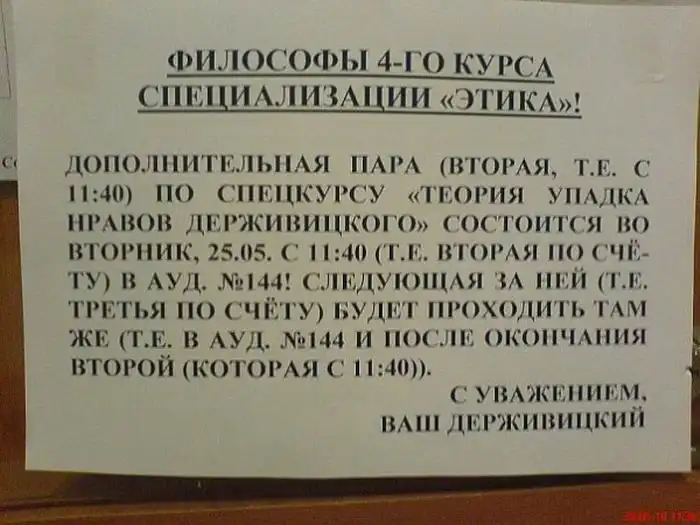 ФИЛОСОФЫ 4-ГО КУРСА
СПЕЦИАЛИЗАЦИИ «ЭТИКА»!
ДОПОЛНИТЕЛЬНАЯ ПАРА (ВТОРАЯ, Т.Е. С
11:40) ПО СПЕЦКУРСУ «ТЕОРИЯ УПАДКА
НРАВОВ ДЕРЖИВИЦКОГО» СОСТОИТСЯ ВО
ВТОРНИК, 25.05. С 11:40 (Т.Е. ВТОРАЯ ПО СЧЁ-
ТУ) В АУД. №144! СЛЕДУЮЩАЯ ЗА НЕЙ (Т.Е.
ТРЕТЬЯ ПО СЧЁТУ) БУДЕТ ПРОХОДИТЬ ТАМ
ЖЕ (Т.Е. В АУД. №144 И ПОСЛЕ ОКОНЧАНИЯ
ВТОРОЙ (КОТОРАЯ С 11:40)).
С УВАЖЕНИЕМ,
ВАШ ДЕРЖИВИЦКИЙ